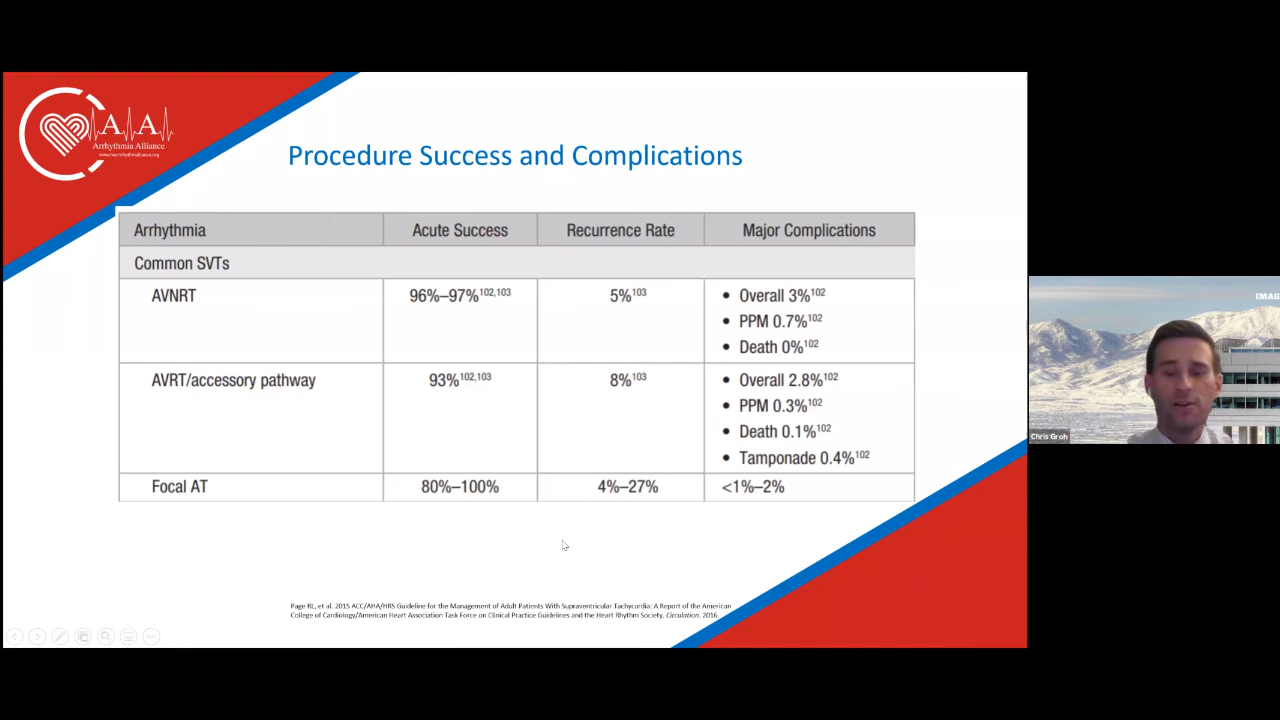 A A
Arrhythmia Alliance
www.heartrhythmalliance.org
Procedure Success and Complications
Arrhythmia Acute Success Recurrence Rate Major Complications
Common SVTs
AVNRT 96%–97%102,103 5%103 • Overall 3%102
• PPM 0.7%102
• Death 0%102
AVRT/accessory pathway 93%102,103 8%103 • Overall 2.8%102
• PPM 0.3%102
• Death 0.1%102
• Tamponade 0.4%102
Focal AT 80%–100% 4%–27% <1%–2%
Page RL, et al. 2015 ACC/AHA/HRS Guideline for the Management of Adult Patients With Supraventricular Tachycardia: A Report of the American
College of Cardiology/American Heart Association Task Force on Clinical Practice Guidelines and the Heart Rhythm Society. Circulation. 2016.
IMAG
Chris Groh